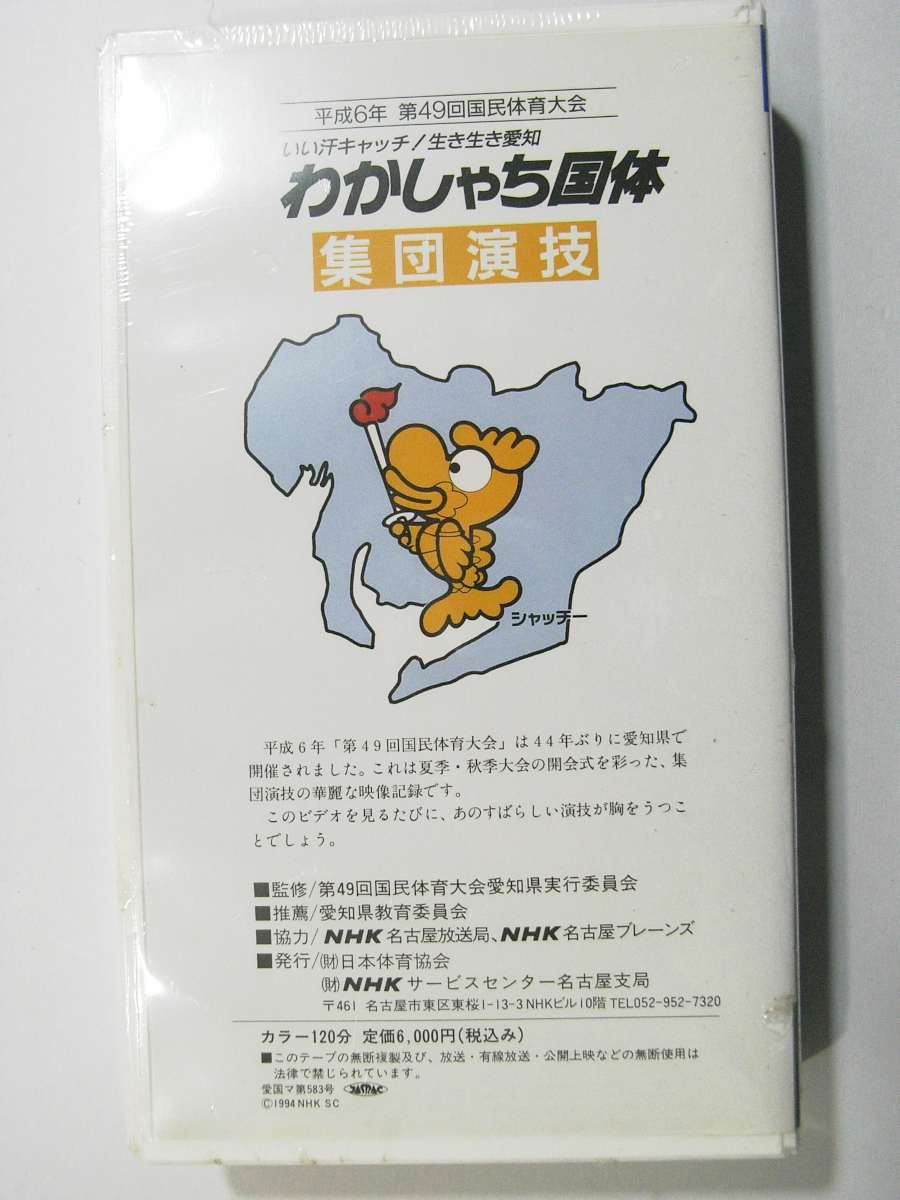 平成6年 第49回国民体育大会
いい汗キャッチ!生き生き愛知
わかしゃち国体
集団演技
シャッチー
平成6年「第49回国民体育大会」は44年ぶりに愛知県で
開催されました。これは夏季・秋季大会の開会式を彩った、集
団演技の華麗な映像記録です。
このビデオを見るたびに、あのすばらしい演技が胸をうつこ
とでしょう。
■監修/第49回国民体育大会愛知県実行委員会
■推薦/愛知県教育委員会
■協力/NHK名古屋放送局、NHK名古屋ブレーンズ
■発行/㈶日本体育協会
㈶NHKサービスセンター名古屋支局
〒461 名古屋市東区東桜1-13-3 NHKビル10階 TEL052-952-7320
カラー120分 定価6,000円(税込み)
■このテープの無断複製及び、放送・有線放送・公開上映などの無断使用は
法律で禁じられています。
愛国マ第583号 JASRAC
©1994 NHK SC